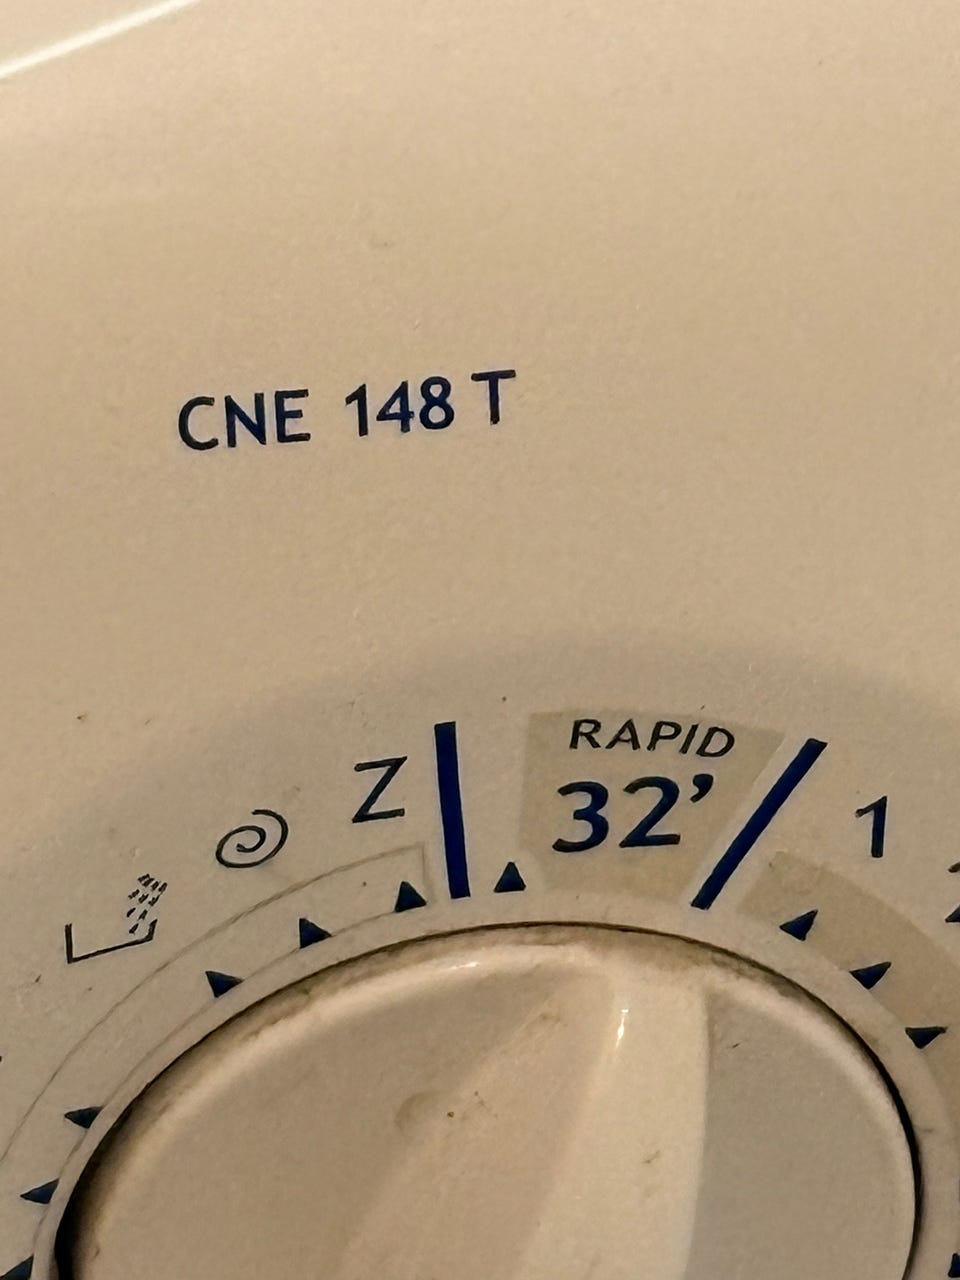 CNE 148 T
RAPID
32’
Z
1